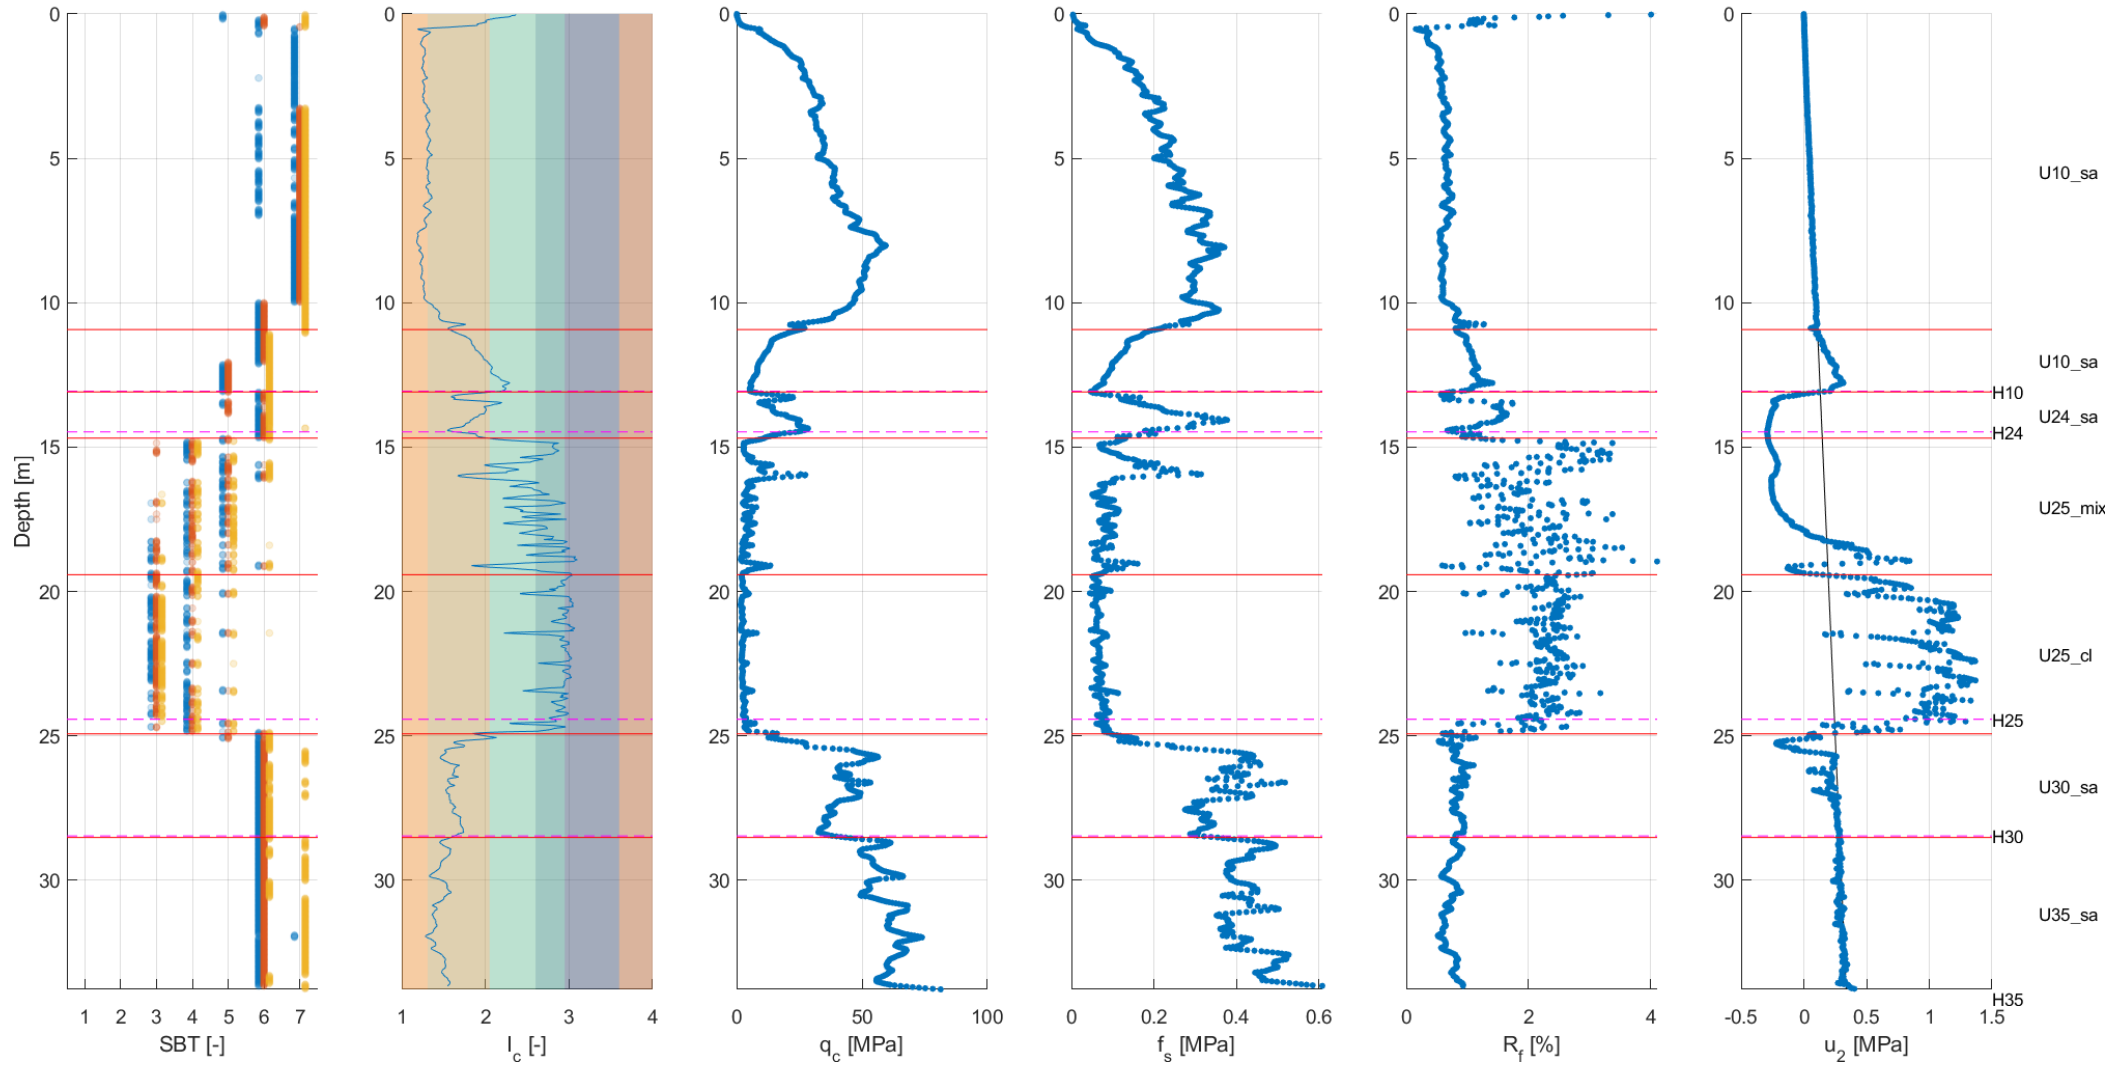 0 0 0 0 0 0
5 5 5 5 5 5
U10_sa
10 10 10 10 10 10
U10_sa
H10
U24_sa
H24
15 15 15 15 15 15
U25_mix
Depth [m]
20 20 20 20 20 20
U25_cl
H25
25 25 25 25 25 25
U30_sa
H30
30 30 30 30 30 30
U35_sa
H35
1 2 3 4 5 6 7 1 2 3 4 0 50 100 0 0.2 0.4 0.6 0 2 4 -0.5 0 0.5 1 1.5
SBT [-] I_c [-] q_c [MPa] f_s [MPa] R_f [%] u_2 [MPa]